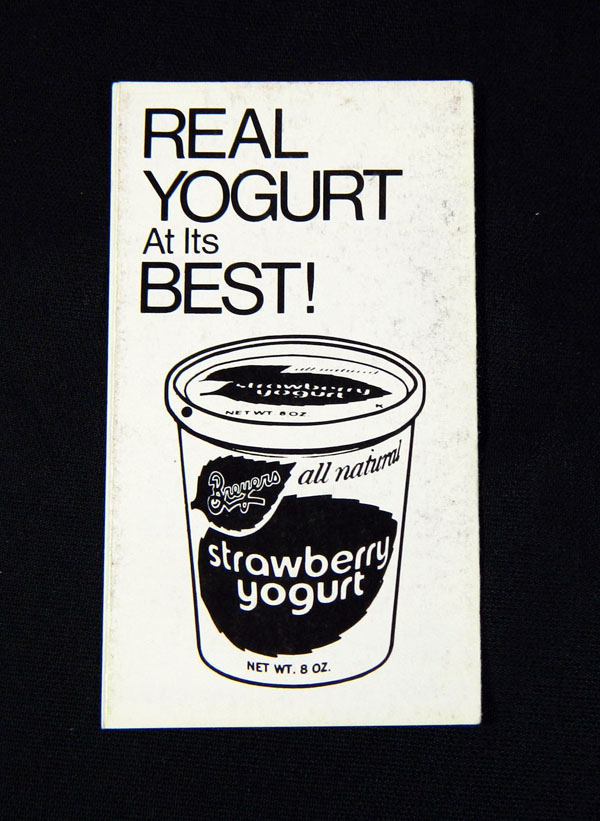 REAL
YOGURT
At Its
BEST!
all natural
strawberry
yogurt
NET WT 8 OZ.
K
Breyers all natural
strawberry
yogurt
NET WT. 8 OZ.